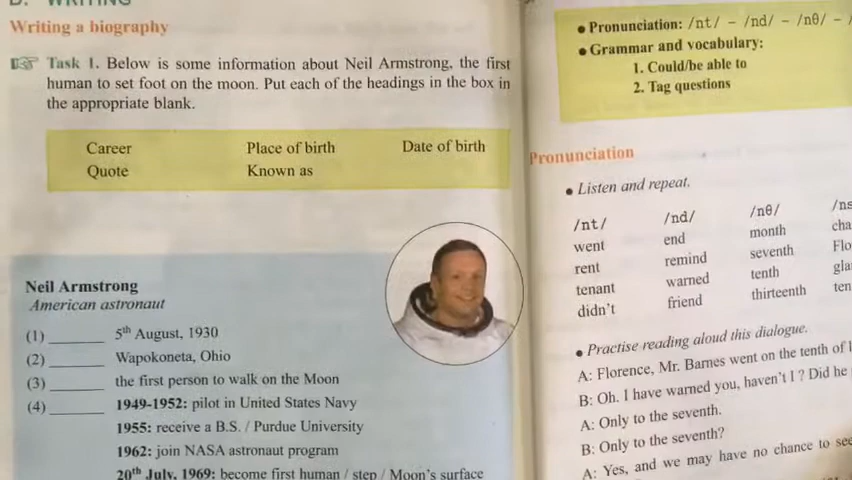 Writing a biography
Task 1. Below is some information about Neil Armstrong, the first
human to set foot on the moon. Put each of the headings in the box in
the appropriate blank.
Career Place of birth Date of birth
Quote Known as
Neil Armstrong
American astronaut
(1) ______ 5th August, 1930
(2) ______ Wapokoneta, Ohio
(3) ______ the first person to walk on the Moon
(4) ______ 1949-1952: pilot in United States Navy
1955: receive a B.S. / Purdue University
1962: join NASA astronaut program
20th July, 1969: become first human / step / Moon's surface
• Pronunciation: /nt/ – /nd/ – /nθ/ –
• Grammar and vocabulary:
1. Could/be able to
2. Tag questions
Pronunciation
• Listen and repeat.
/nt/ /nd/ /nθ/
went end month
rent remind seventh
tenant warned tenth
didn't friend thirteenth
• Practise reading aloud this dialogue.
A: Florence, Mr. Barnes went on the tenth of
B: Oh. I have warned you, haven't I ? Did he
A: Only to the seventh.
B: Only to the seventh?
A: Yes, and we may have no chance to see